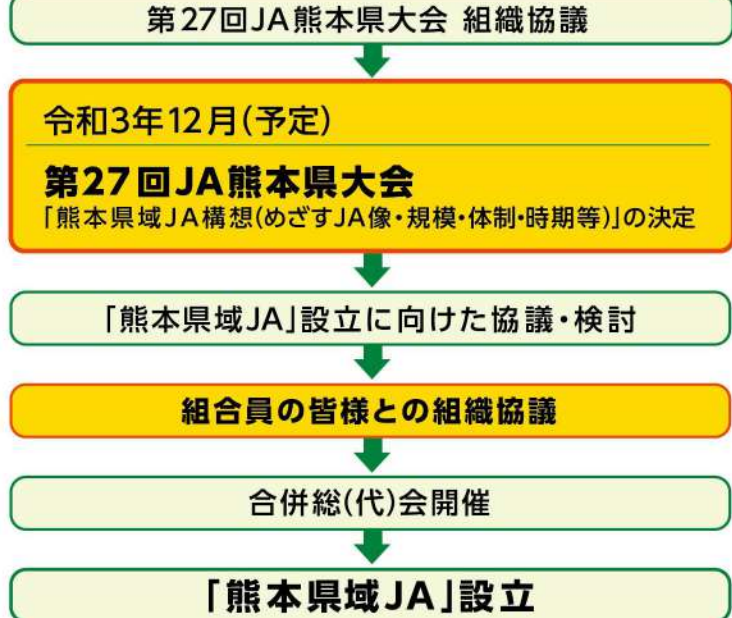 第27回JA熊本県大会 組織協議
令和3年12月(予定)
第27回JA熊本県大会
「熊本県域JA構想(めざすJA像・規模・体制・時期等)」の決定
「熊本県域JA」設立に向けた協議・検討
組合員の皆様との組織協議
合併総(代)会開催
「熊本県域JA」設立